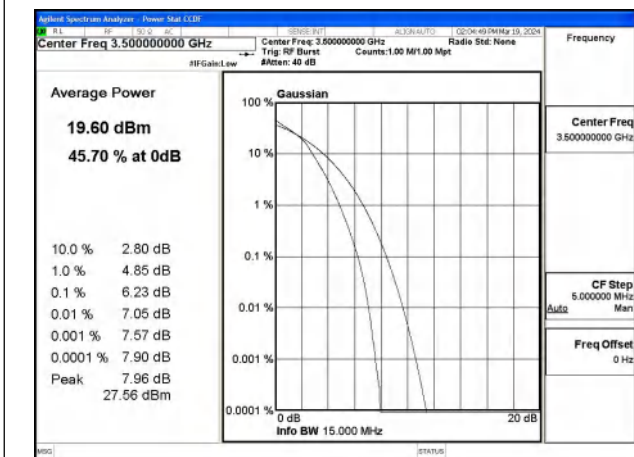 Agilent Spectrum Analyzer - Power Stat CCDF
RL RF 50 Ω AC SENSE:INT ALIGN AUTO 02:04:49 PM Mar 19, 2024
Center Freq 3.500000000 GHz
Center Freq: 3.500000000 GHz Radio Std: None
Trig: RF Burst Counts:1.00 M/1.00 Mpt
#IFGain:Low #Atten: 40 dB
Frequency
Average Power
19.60 dBm
45.70 % at 0dB
10.0 % 2.80 dB
1.0 % 4.85 dB
0.1 % 6.23 dB
0.01 % 7.05 dB
0.001 % 7.57 dB
0.0001 % 7.90 dB
Peak 7.96 dB
27.56 dBm
Gaussian
100 %
10 %
1 %
0.1 %
0.01 %
0.001 %
0.0001 %
0 dB 20 dB
Info BW 15.000 MHz
Center Freq
3.500000000 GHz
CF Step
5.000000 MHz
Auto Man
Freq Offset
0 Hz
MSG STATUS